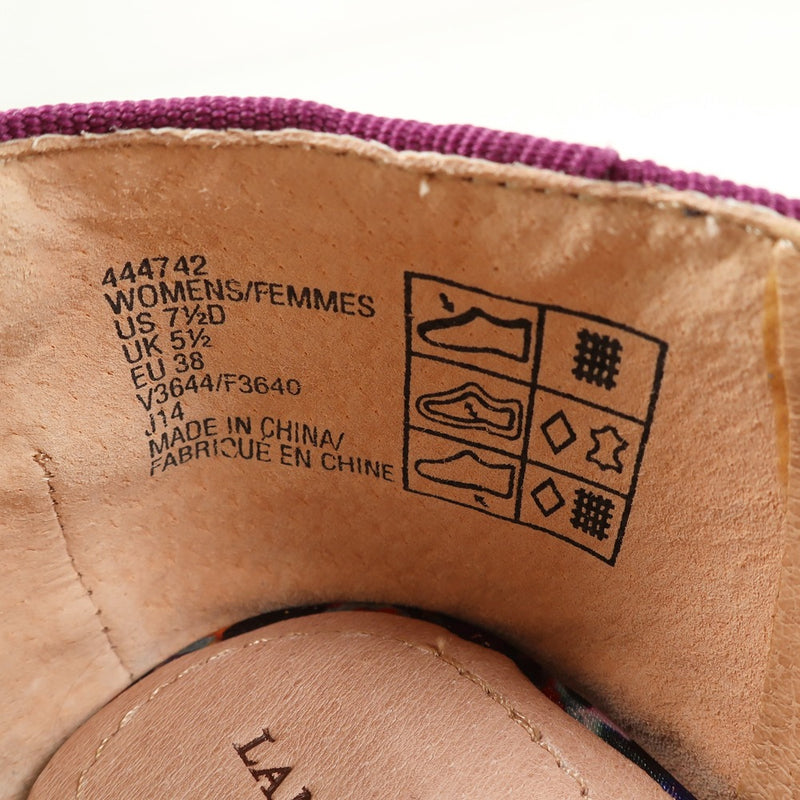 444742
WOMENS/FEMMES
US 7½D
UK 5½
EU 38
V3644/F3640
J14
MADE IN CHINA/
FABRIQUE EN CHINE